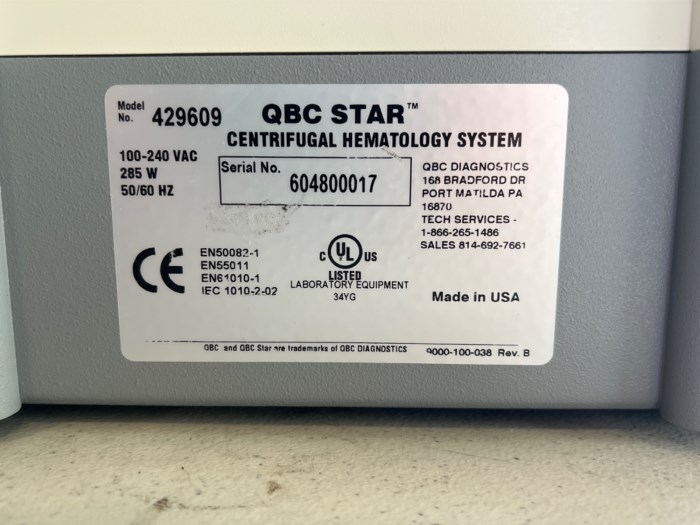 Model No. 429609
QBC STAR™
CENTRIFUGAL HEMATOLOGY SYSTEM
100-240 VAC
285 W
50/60 HZ
Serial No.
604800017
QBC DIAGNOSTICS
168 BRADFORD DR
PORT MATILDA PA
16870
TECH SERVICES -
1-866-265-1486
SALES 814-692-7661
CE
EN50082-1
EN55011
EN61010-1
IEC 1010-2-02
C UL US
LISTED
LABORATORY EQUIPMENT
34YG
Made in USA
QBC and QBC Star are trademarks of QBC DIAGNOSTICS
9000-100-038 Rev. B